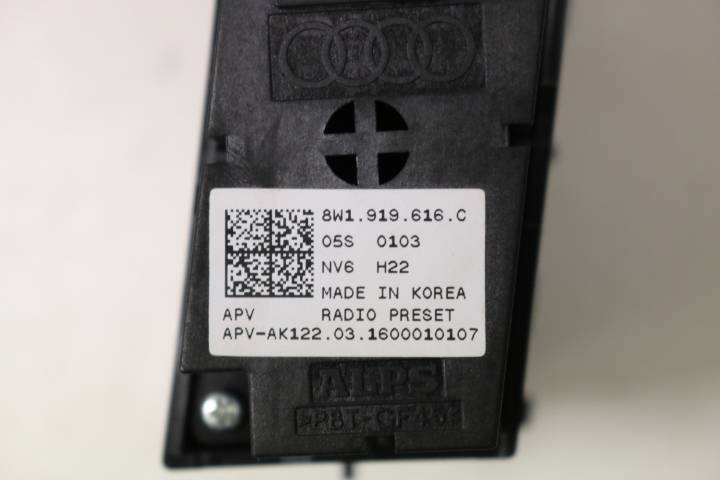 8W1.919.616.C
05S 0103
NV6 H22
MADE IN KOREA
APV RADIO PRESET
APV-AK122.03.1600010107
ALPS